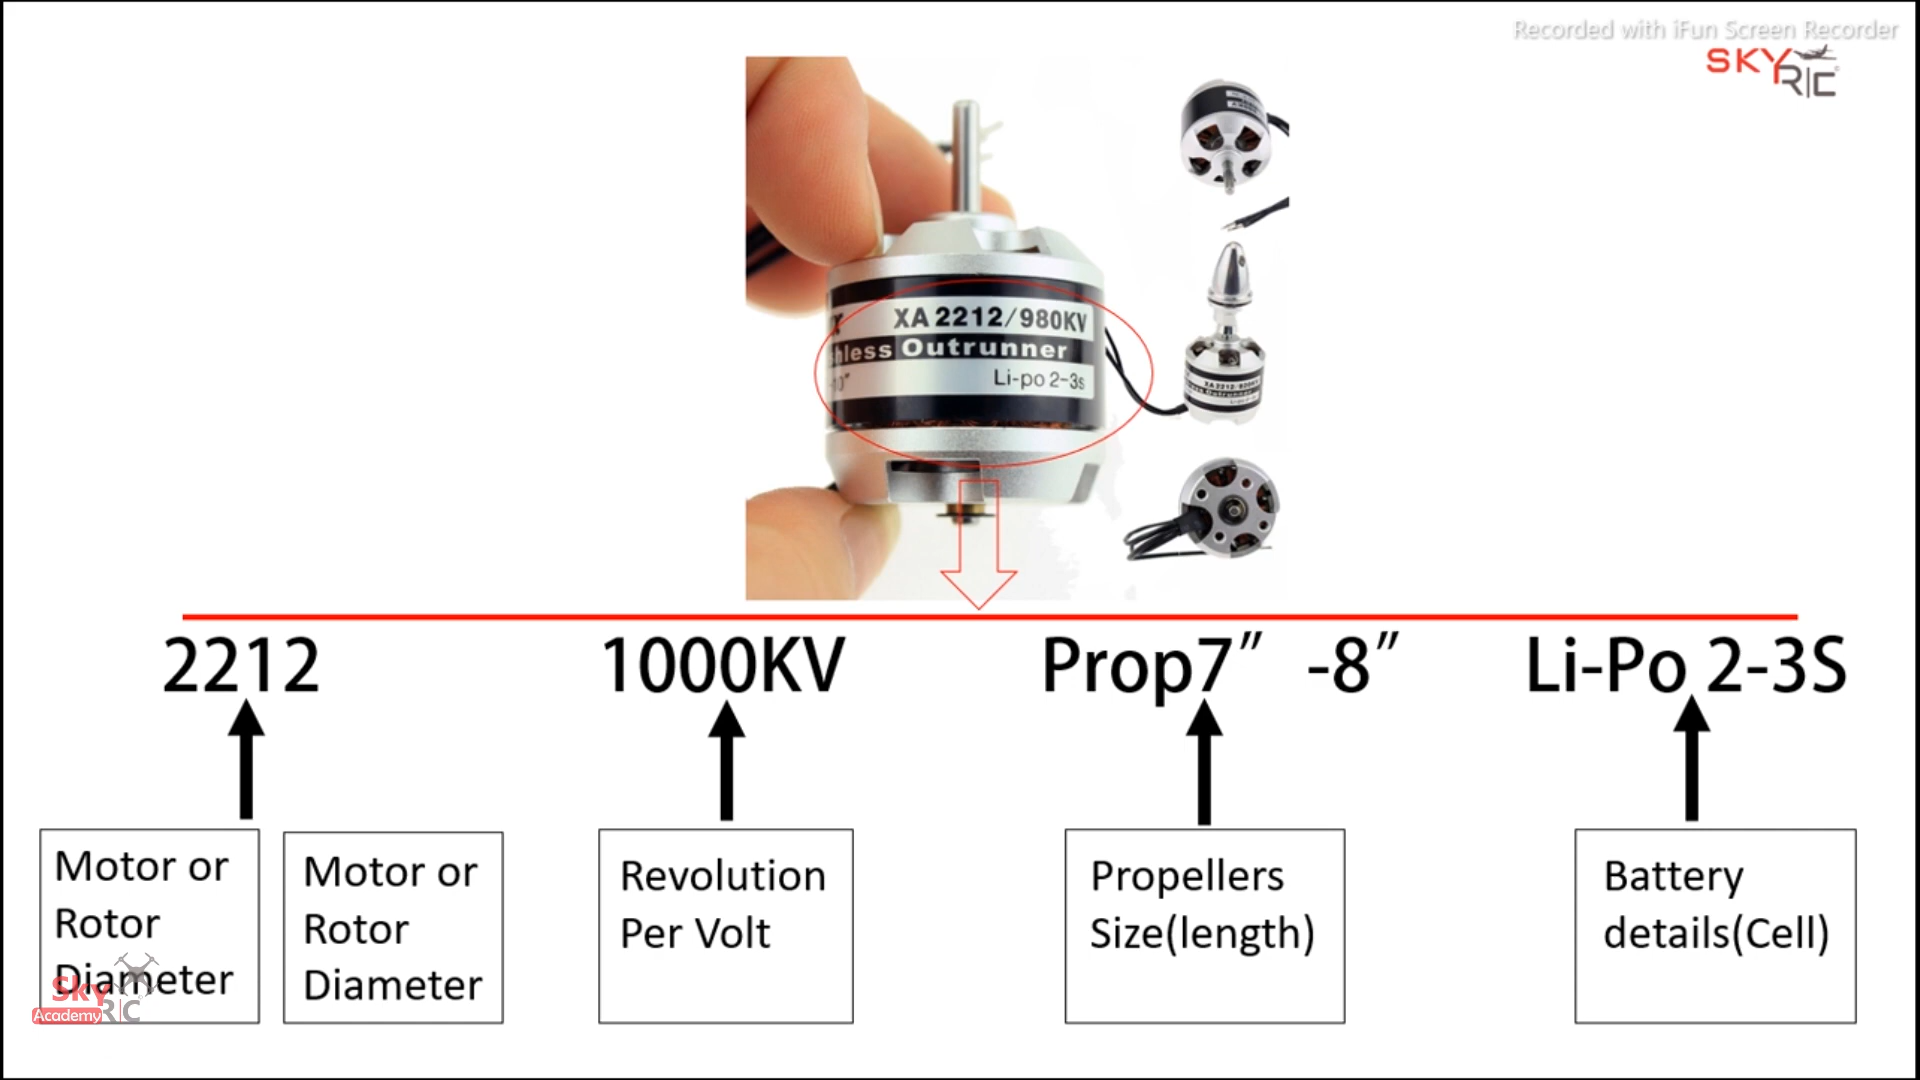 Recorded with iFun Screen Recorder
SKY
R|C
XA 2212/980KV
hless Outrunner
Li-po 2-3s
2212
1000KV
Prop7″ -8″
Li-Po 2-3S
Motor or
Rotor
Diameter
Motor or
Rotor
Diameter
Revolution
Per Volt
Propellers
Size(length)
Battery
details(Cell)
Sky
R|C
Academy